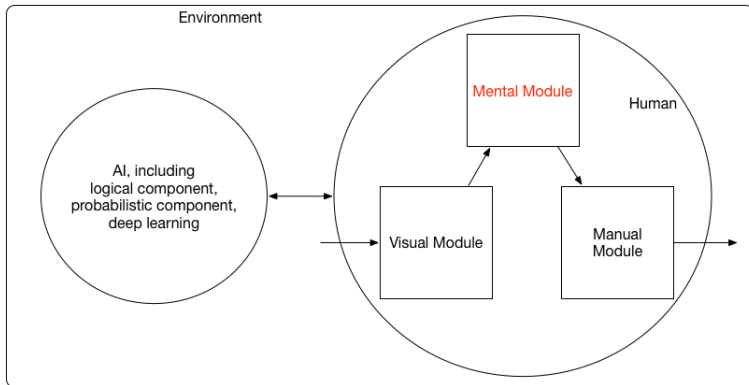 Environment
Mental Module
Human
AI, including
logical component,
probabilistic component,
deep learning
Visual Module
Manual
Module